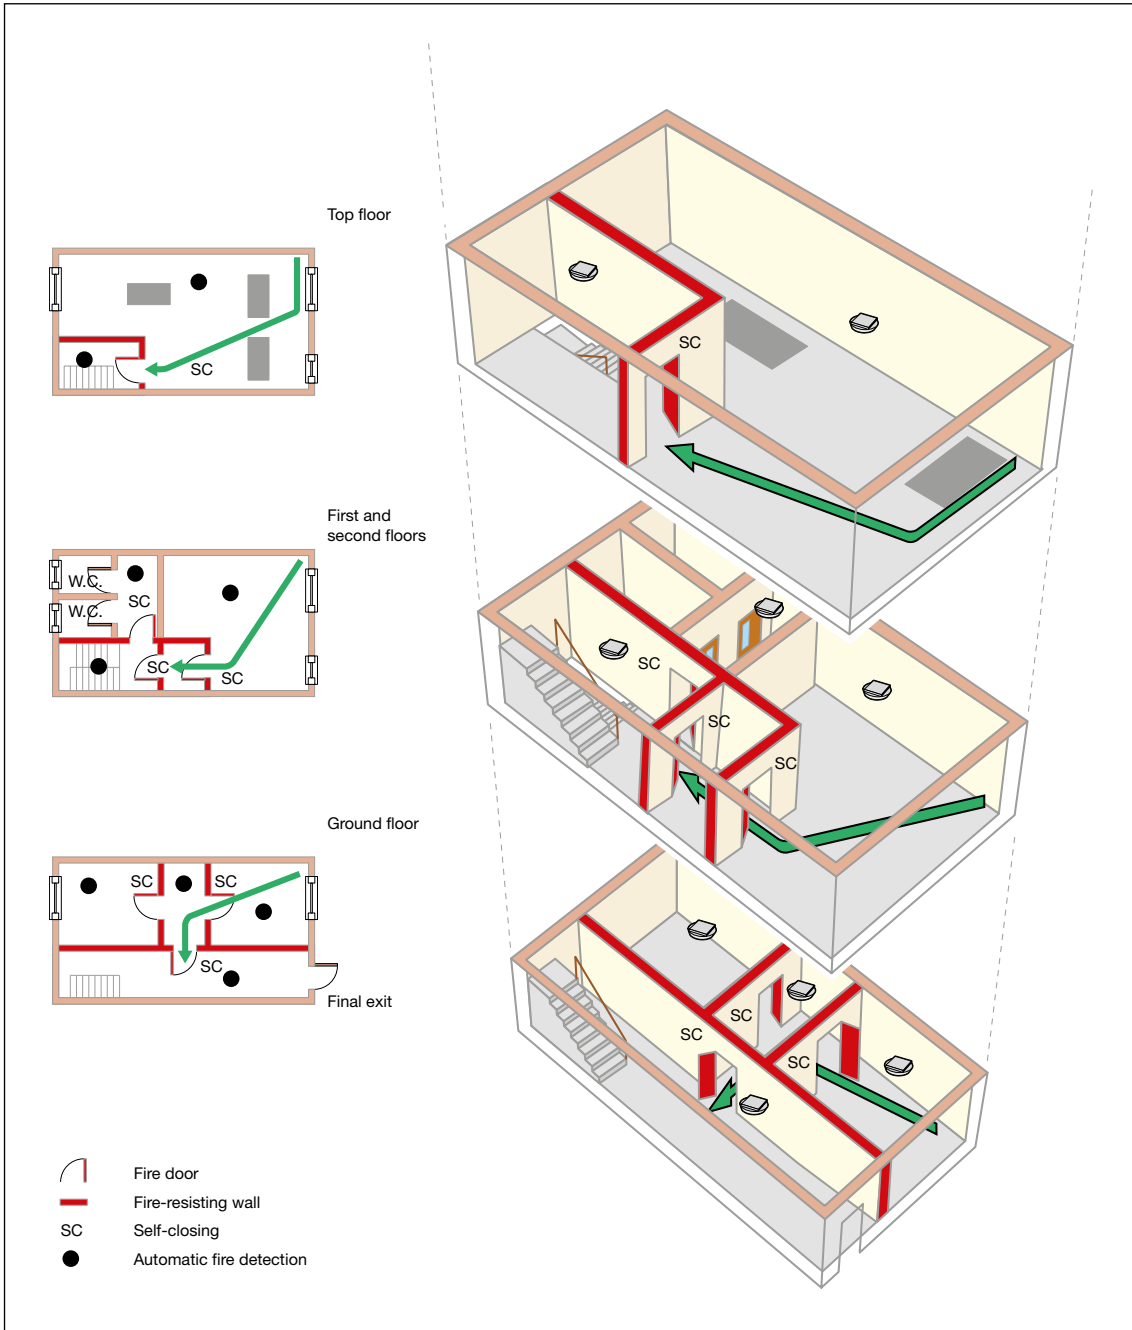 Top floor
SC
SC
First and
second floors
W.C.
SC
W.C.
SC
SC
SC
SC
SC
Ground floor
SC
SC
SC
Final exit
SC
SC
SC
Fire door
Fire-resisting wall
SC
Self-closing
Automatic fire detection